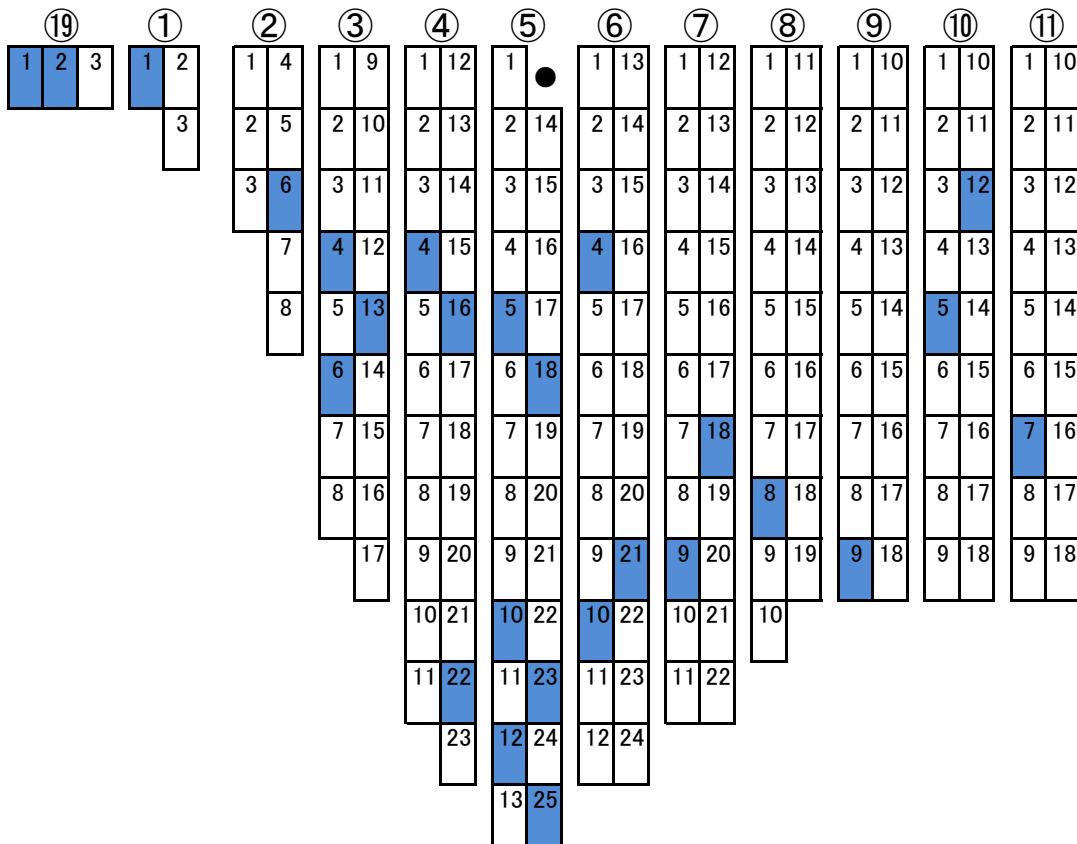 ⑲ ① ② ③ ④ ⑤ ⑥ ⑦ ⑧ ⑨ ⑩ ⑪
1 2 3 1 2 1 4 1 9 1 12 1 ● 1 13 1 12 1 11 1 10 1 10 1 10
3 2 5 2 10 2 13 2 14 2 14 2 13 2 12 2 11 2 11 2 11
3 6 3 11 3 14 3 15 3 15 3 14 3 13 3 12 3 12 3 12
7 4 12 4 15 4 16 4 16 4 15 4 14 4 13 4 13 4 13
8 5 13 5 16 5 17 5 17 5 16 5 15 5 14 5 14 5 14
6 14 6 17 6 18 6 18 6 17 6 16 6 15 6 15 6 15
7 15 7 18 7 19 7 19 7 18 7 17 7 16 7 16 7 16
8 16 8 19 8 20 8 20 8 19 8 18 8 17 8 17 8 17
17 9 20 9 21 9 21 9 20 9 19 9 18 9 18 9 18
10 21 10 22 10 22 10 21 10
11 22 11 23 11 23 11 22
23 12 24 12 24
13 25